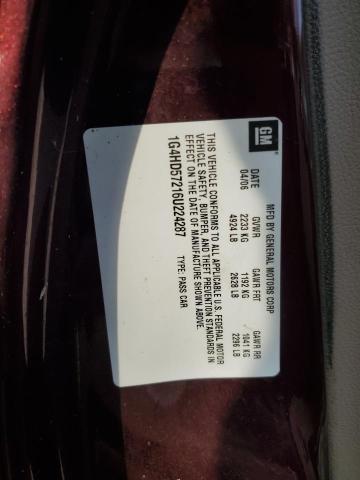 GM
MFD BY GENERAL MOTORS CORP
DATE GVWR GAWR FRT GAWR RR
04/06 2233 KG 1192 KG 1041 KG
4924 LB 2628 LB 2296 LB
THIS VEHICLE CONFORMS TO ALL APPLICABLE U.S. FEDERAL MOTOR
VEHICLE SAFETY, BUMPER, AND THEFT PREVENTION STANDARDS IN
EFFECT ON THE DATE OF MANUFACTURE SHOWN ABOVE.
1G4HD57216U224287 TYPE: PASS CAR